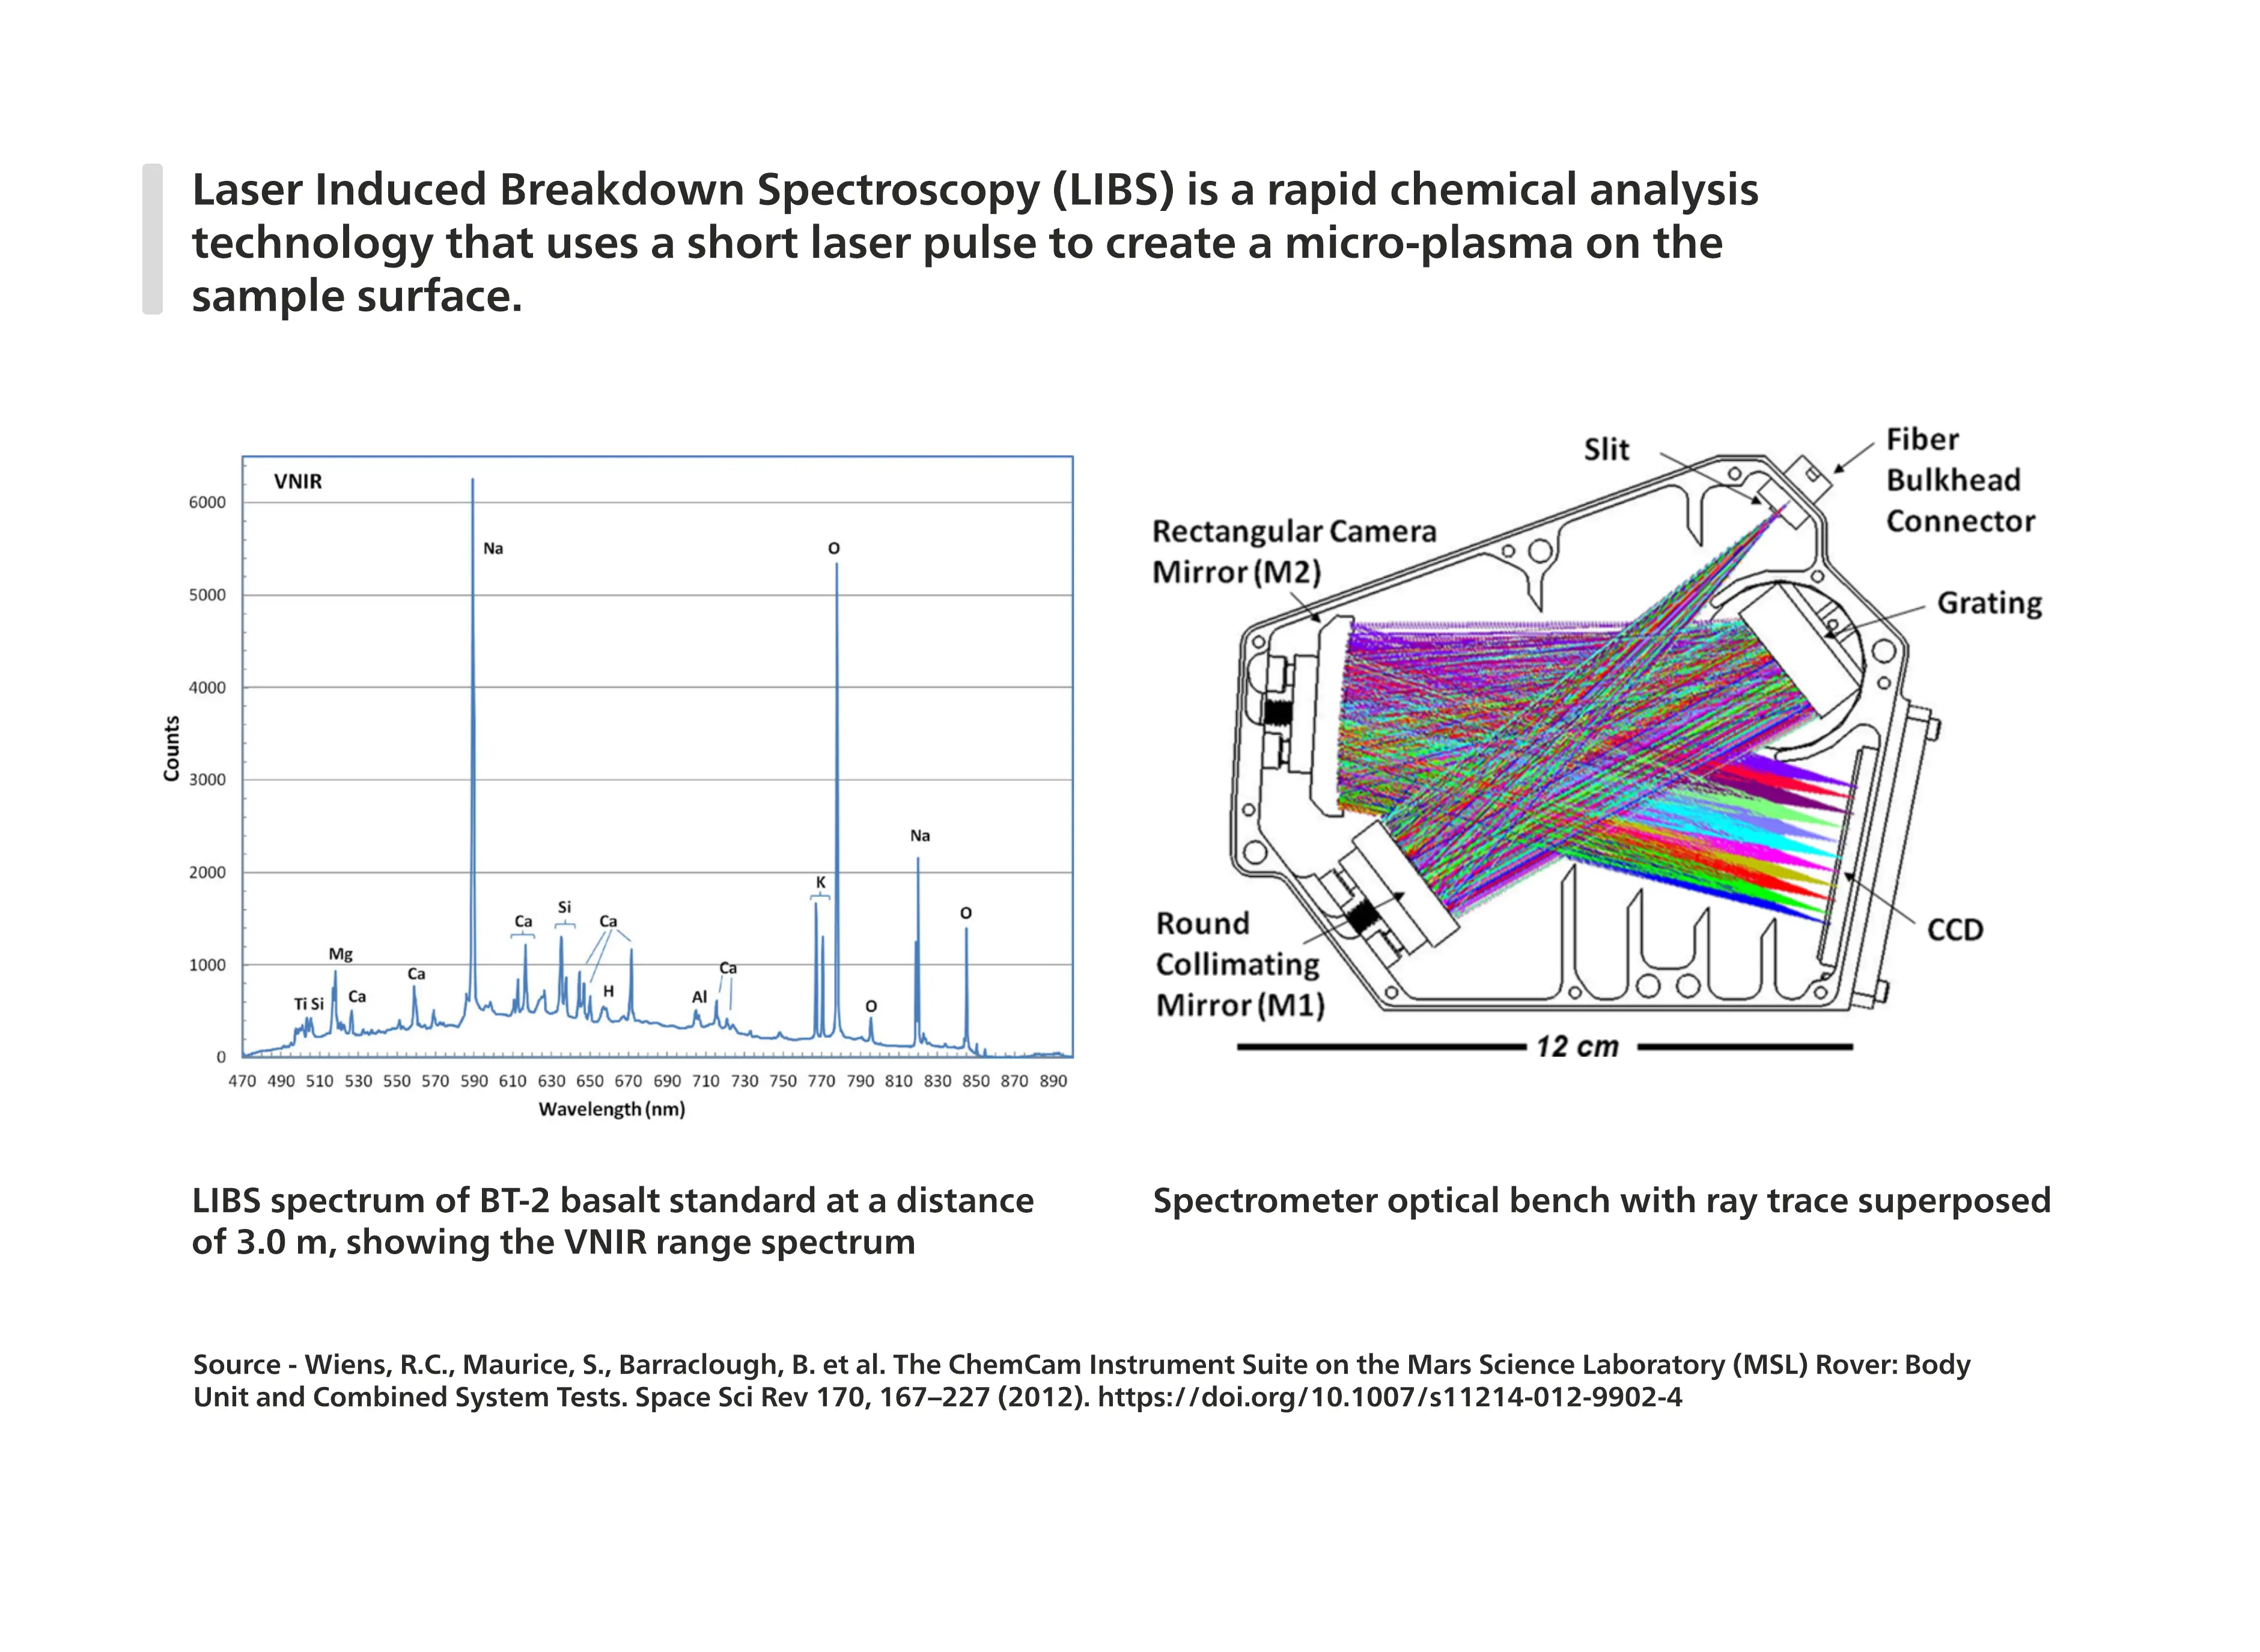 Laser Induced Breakdown Spectroscopy (LIBS) is a rapid chemical analysis
technology that uses a short laser pulse to create a micro-plasma on the
sample surface.
VNIR
6000
5000
4000
3000
2000
1000
0
Counts
Na
O
Na
K
O
Si
Ca
Ca
Mg
Ca
Ca
Ti Si
Ca
H
Al
O
470 490 510 530 550 570 590 610 630 650 670 690 710 730 750 770 790 810 830 850 870 890
Wavelength (nm)
Slit
Fiber
Bulkhead
Connector
Rectangular Camera
Mirror (M2)
Grating
Round
Collimating
Mirror (M1)
CCD
12 cm
LIBS spectrum of BT-2 basalt standard at a distance
of 3.0 m, showing the VNIR range spectrum
Spectrometer optical bench with ray trace superposed
Source - Wiens, R.C., Maurice, S., Barraclough, B. et al. The ChemCam Instrument Suite on the Mars Science Laboratory (MSL) Rover: Body
Unit and Combined System Tests. Space Sci Rev 170, 167–227 (2012). https://doi.org/10.1007/s11214-012-9902-4